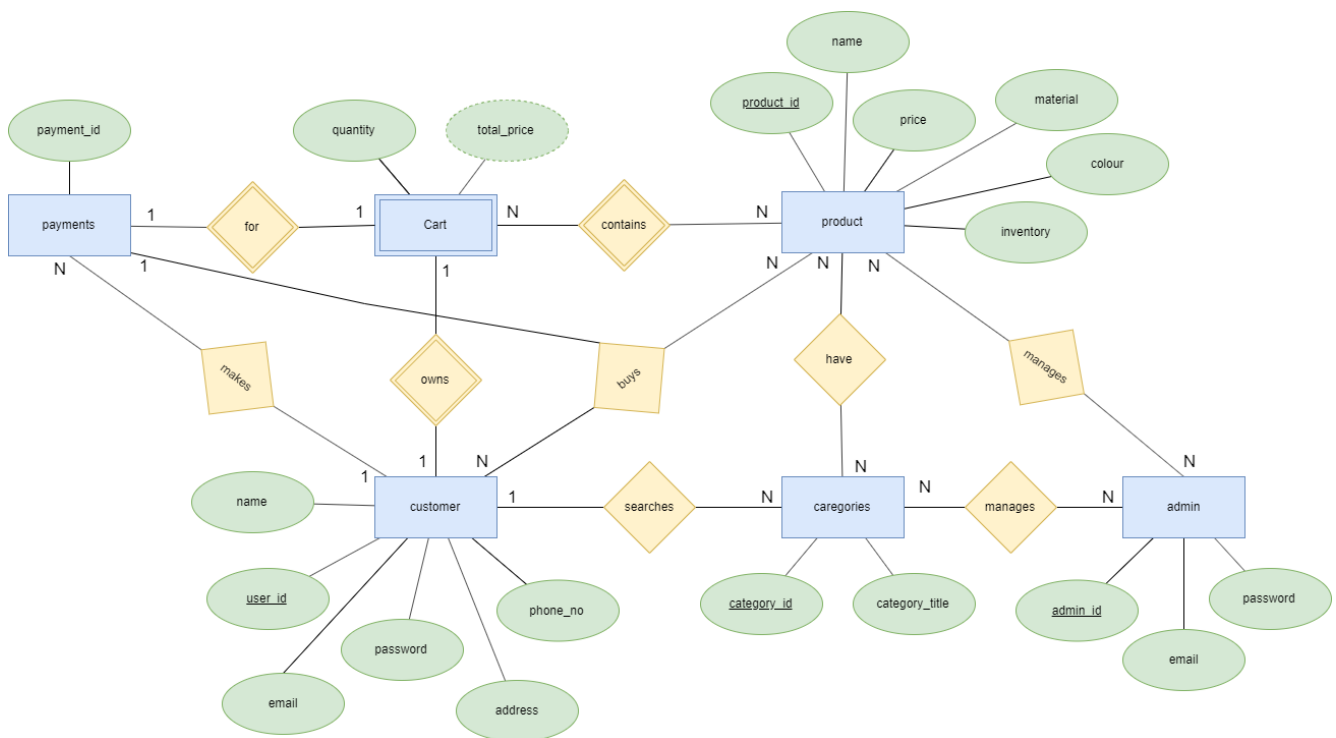 name
product_id
material
payment_id
quantity
total_price
price
colour
payments
1
for
1
Cart
N
contains
N
product
inventory
N
1
1
N
N
N
makes
owns
buys
have
manages
1
1
N
N
N
name
customer
1
searches
N
caregories
N
manages
N
admin
user_id
phone_no
category_id
category_title
admin_id
password
password
email
email
address